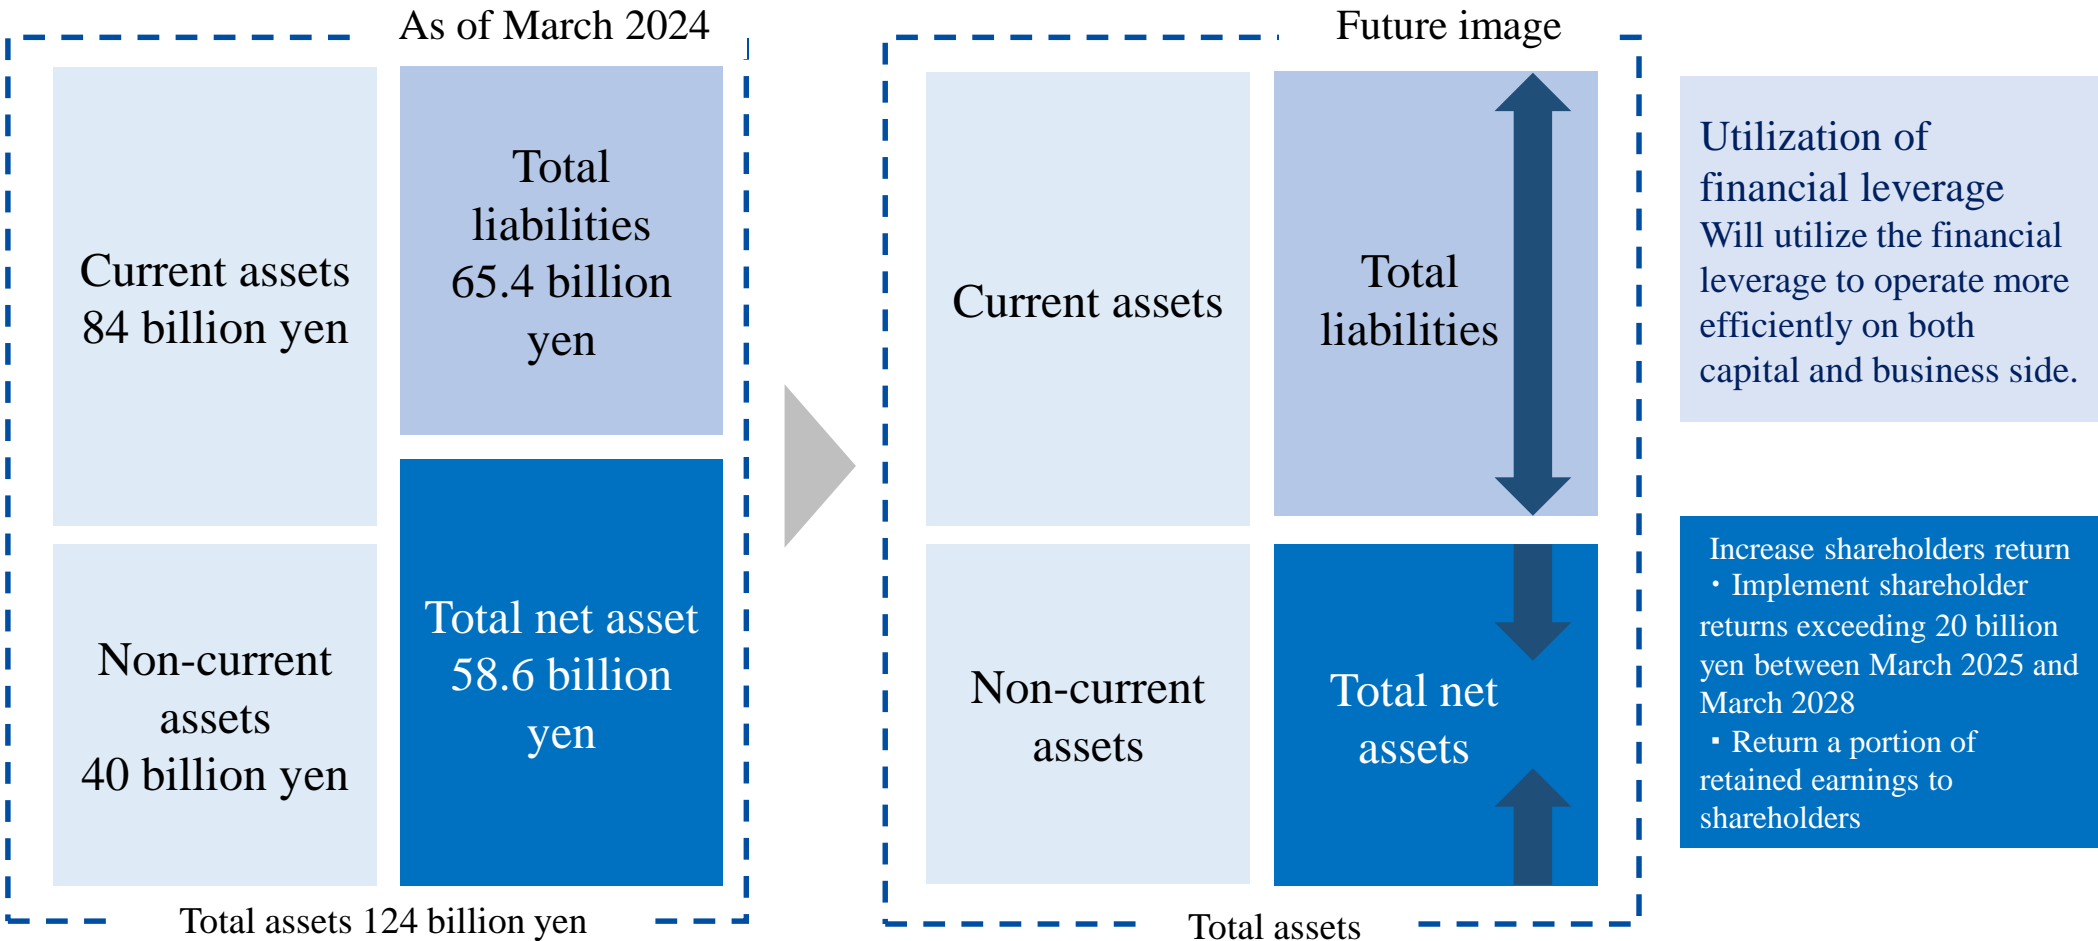 As of March 2024
Current assets
84 billion yen
Total
liabilities
65.4 billion
yen
Non-current
assets
40 billion yen
Total net asset
58.6 billion
yen
Total assets 124 billion yen
Future image
Current assets
Total
liabilities
Non-current
assets
Total net
assets
Total assets
Utilization of
financial leverage
Will utilize the financial
leverage to operate more
efficiently on both
capital and business side.
Increase shareholders return
・Implement shareholder
returns exceeding 20 billion
yen between March 2025 and
March 2028
・Return a portion of
retained earnings to
shareholders